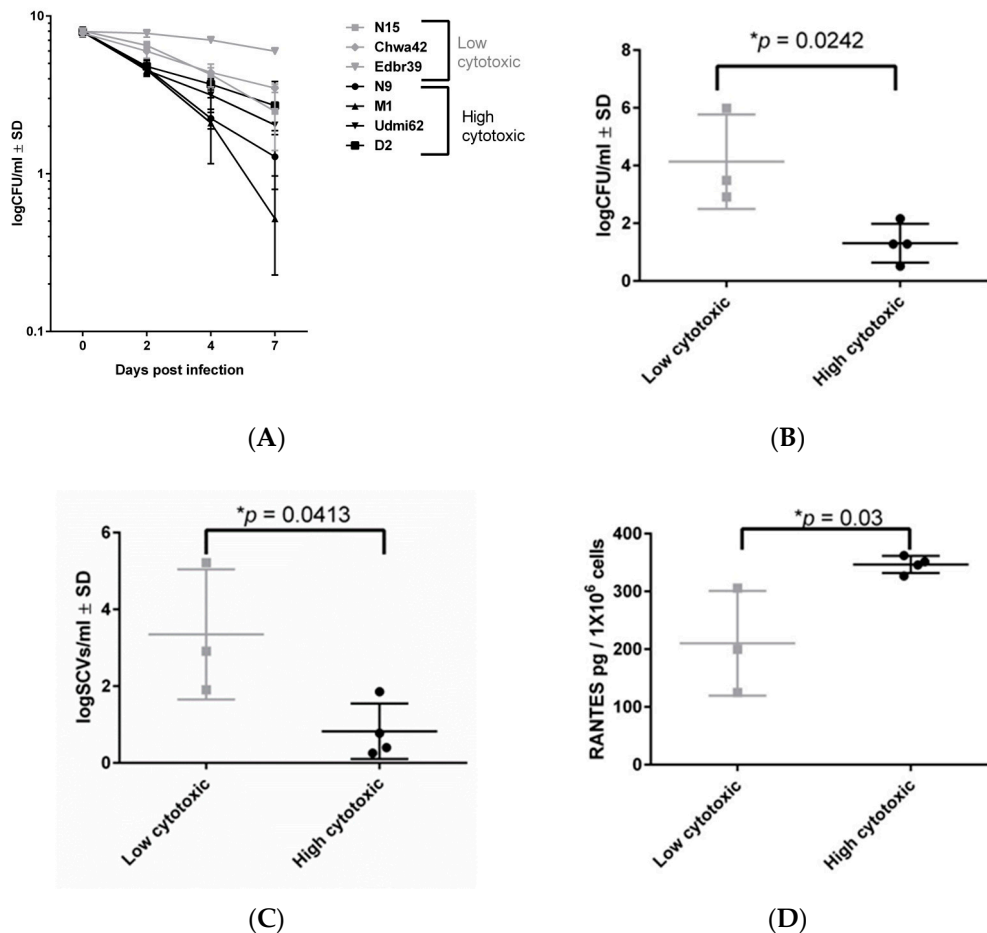 10
1
0.1
logCFU/ml ± SD
0 2 4 7
Days post infection
N15
Chwa42
Edbr39
N9
M1
Udmi62
D2
Low
cytotoxic
High
cytotoxic
(A)
*p = 0.0242
8
6
4
2
0
logCFU/ml ± SD
Low cytotoxic
High cytotoxic
(B)
*p = 0.0413
6
4
2
0
logSCVs/ml ± SD
Low cytotoxic
High cytotoxic
(C)
*p = 0.03
400
300
200
100
0
RANTES pg / 1X10⁶ cells
Low cytotoxic
High cytotoxic
(D)